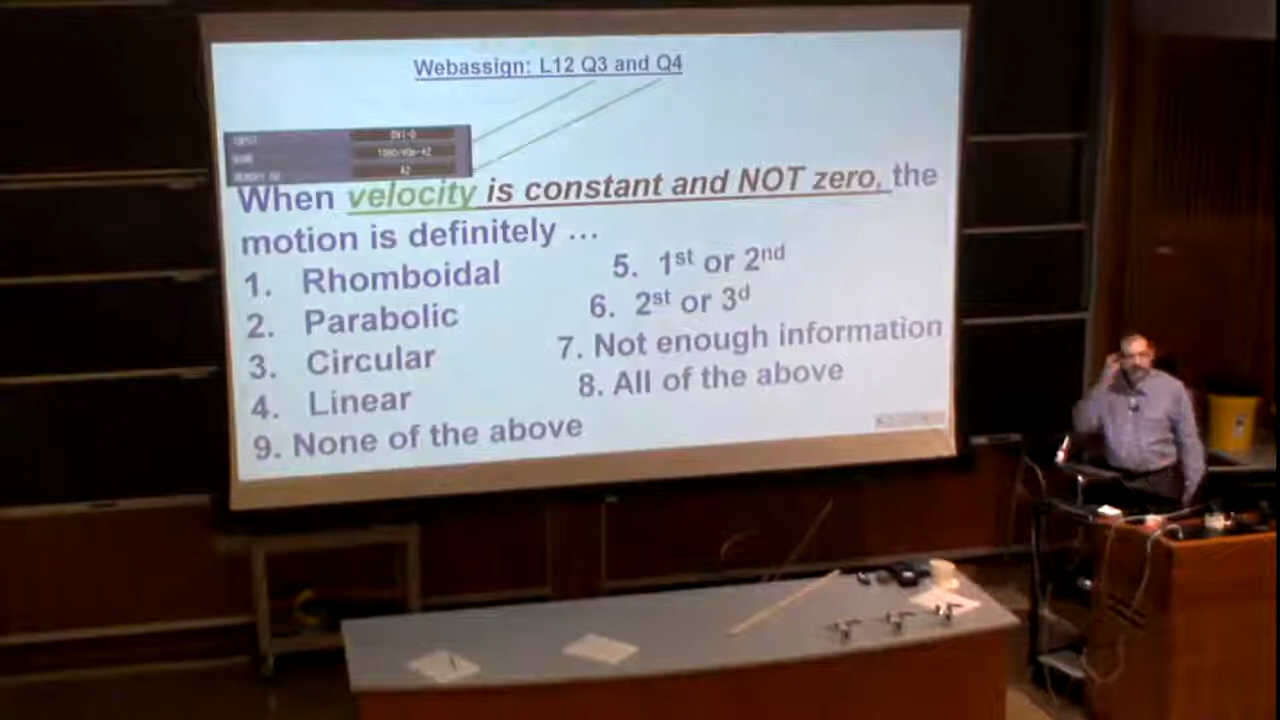 Webassign: L12 Q3 and Q4
When velocity is constant and NOT zero, the
motion is definitely …
1. Rhomboidal
2. Parabolic
3. Circular
4. Linear
9. None of the above
5. 1st or 2nd
6. 2st or 3d
7. Not enough information
8. All of the above